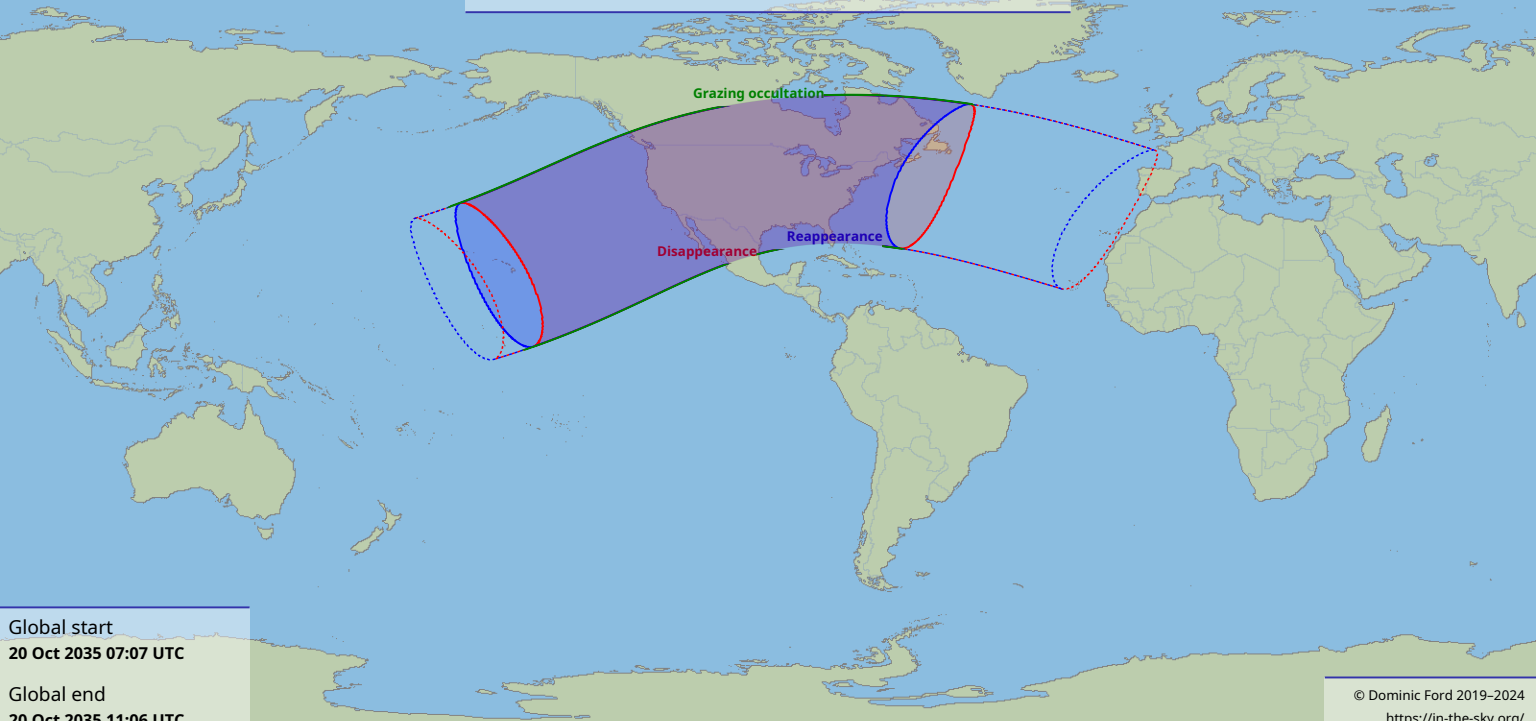 Grazing occultation
Reappearance
Disappearance
Global start
20 Oct 2035 07:07 UTC
Global end
20 Oct 2035 11:06 UTC
© Dominic Ford 2019–2024
https://in-the-sky.org/